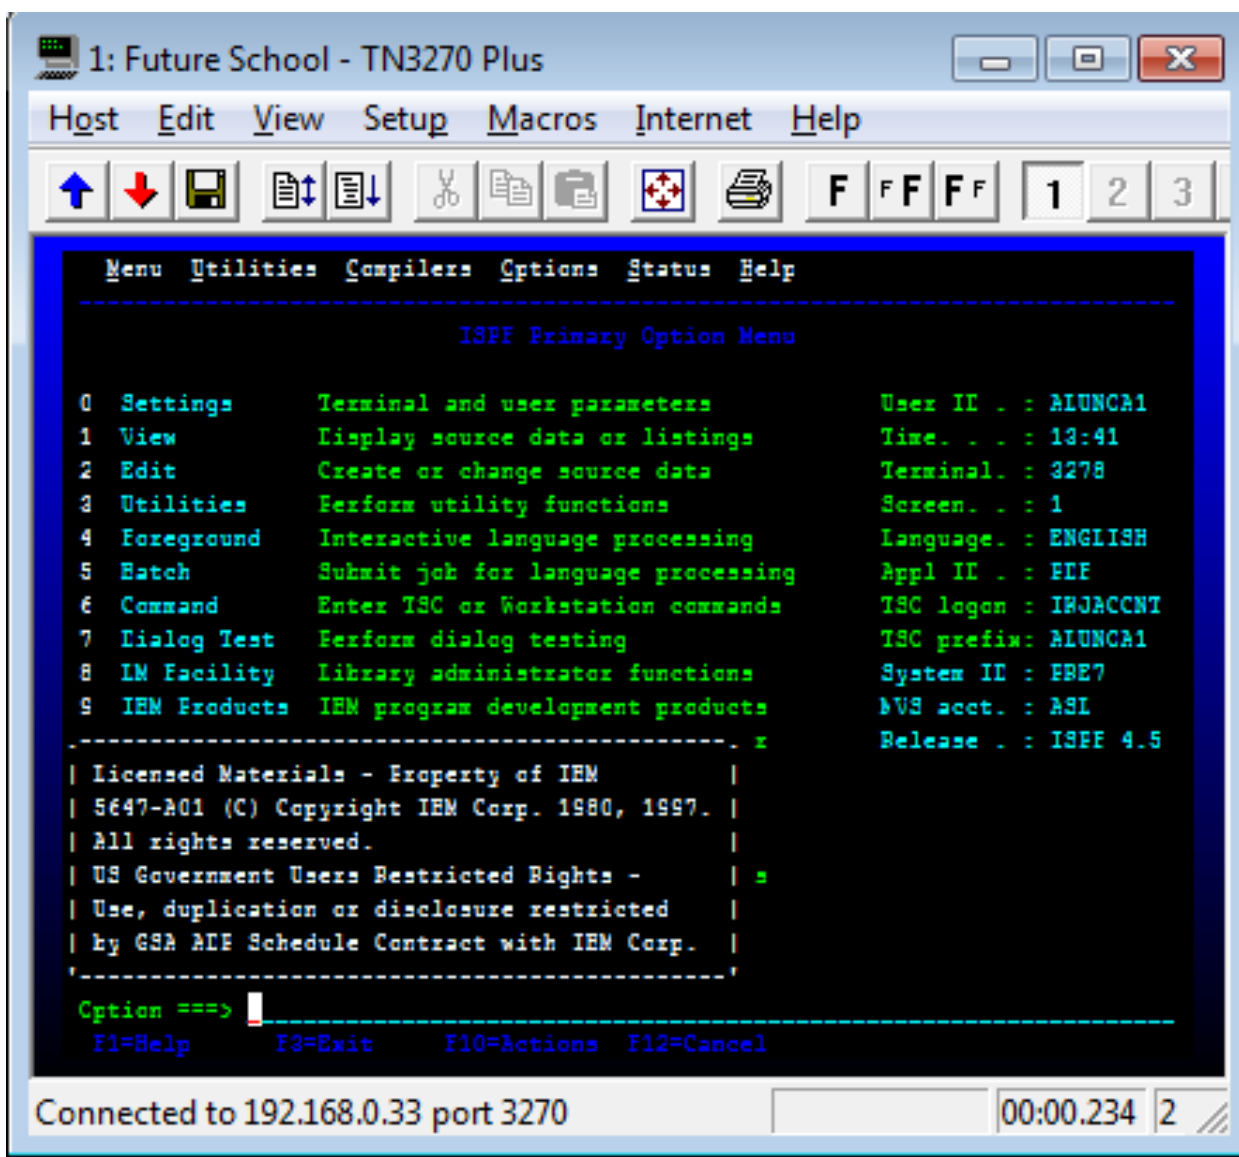 1: Future School - TN3270 Plus
Host Edit View Setup Macros Internet Help
F F F F F 1 2 3
Menu Utilities Compilers Options Status Help
ISPF Primary Option Menu
0 Settings Terminal and user parameters User ID . : ALUNCA1
1 View Display source data or listings Time. . . : 13:41
2 Edit Create or change source data Terminal. : 3278
3 Utilities Perform utility functions Screen. . : 1
4 Foreground Interactive language processing Language. : ENGLISH
5 Batch Submit job for language processing Appl ID . : PDF
6 Command Enter TSO or Workstation commands TSO logon : IKJACCNT
7 Dialog Test Perform dialog testing TSO prefix: ALUNCA1
8 LM Facility Library administrator functions System ID : PRE7
9 IBM Products IBM program development products MVS acct. : ASL
.----------------------------------------------. r Release . : ISPF 4.5
| Licensed Materials - Property of IBM |
| 5647-A01 (C) Copyright IBM Corp. 1980, 1997. |
| All rights reserved. |
| US Government Users Restricted Rights - | s
| Use, duplication or disclosure restricted |
| by GSA ADP Schedule Contract with IBM Corp. |
'----------------------------------------------'
Option ===>
F1=Help F3=Exit F10=Actions F12=Cancel
Connected to 192.168.0.33 port 3270 00:00.234 2